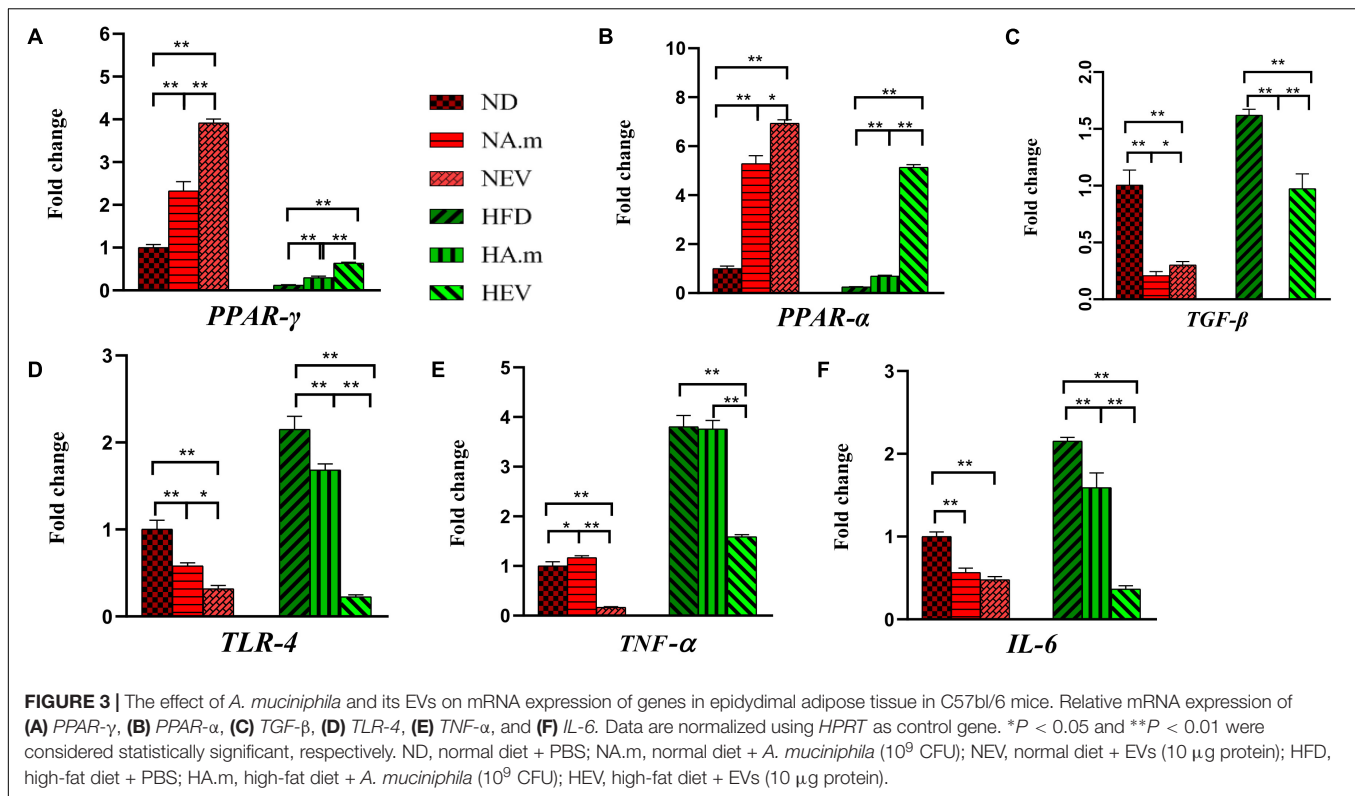 A
Fold change
0
1
2
3
4
5
6
**
** **
**
** **
PPAR-γ
ND
NA.m
NEV
HFD
HA.m
HEV
B
Fold change
0
2
4
6
8
10
**
** *
**
** **
PPAR-α
C
Fold change
0.0
0.5
1.0
1.5
2.0
**
** *
**
** **
TGF-β
D
Fold change
0
1
2
3
**
** *
**
** **
TLR-4
E
Fold change
0
1
2
3
4
5
**
* **
**
**
TNF-α
F
Fold change
0
1
2
3
**
**
**
** **
IL-6
FIGURE 3 | The effect of A. muciniphila and its EVs on mRNA expression of genes in epidydimal adipose tissue in C57bl/6 mice. Relative mRNA expression of
(A) PPAR-γ, (B) PPAR-α, (C) TGF-β, (D) TLR-4, (E) TNF-α, and (F) IL-6. Data are normalized using HPRT as control gene. *P < 0.05 and **P < 0.01 were
considered statistically significant, respectively. ND, normal diet + PBS; NA.m, normal diet + A. muciniphila (10⁹ CFU); NEV, normal diet + EVs (10 μg protein); HFD,
high-fat diet + PBS; HA.m, high-fat diet + A. muciniphila (10⁹ CFU); HEV, high-fat diet + EVs (10 μg protein).